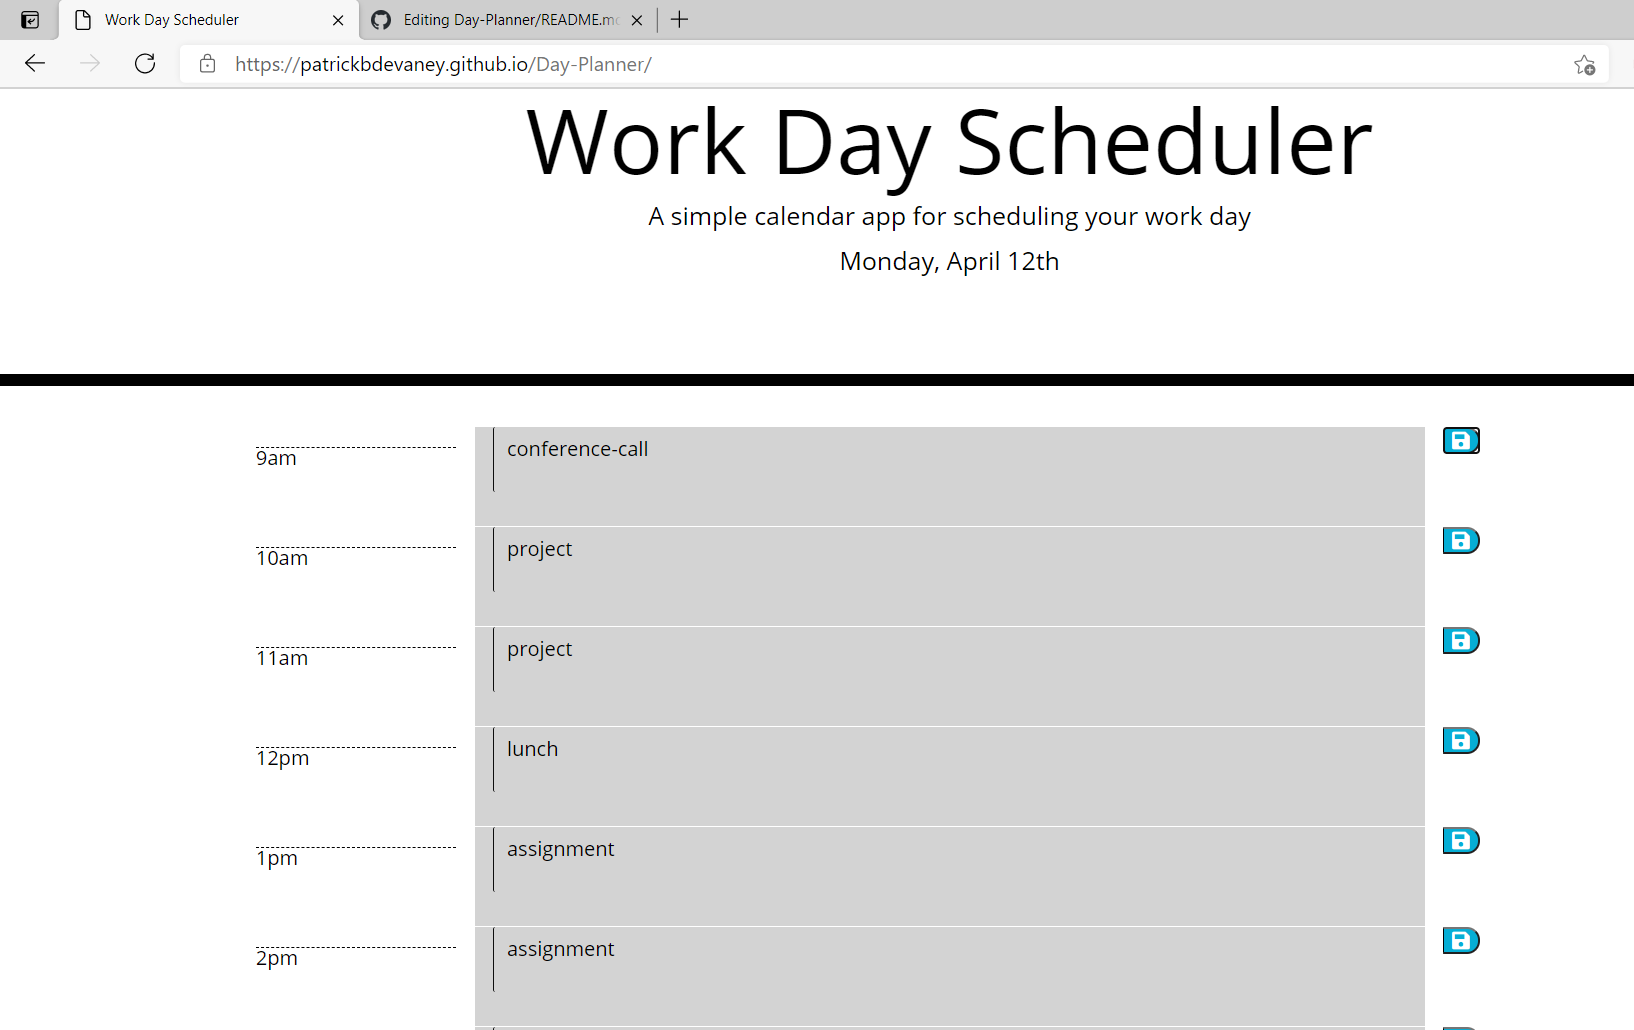 Work Day Scheduler
Editing Day-Planner/README.md
https://patrickbdevaney.github.io/Day-Planner/
Work Day Scheduler
A simple calendar app for scheduling your work day
Monday, April 12th
9am conference-call
10am project
11am project
12pm lunch
1pm assignment
2pm assignment